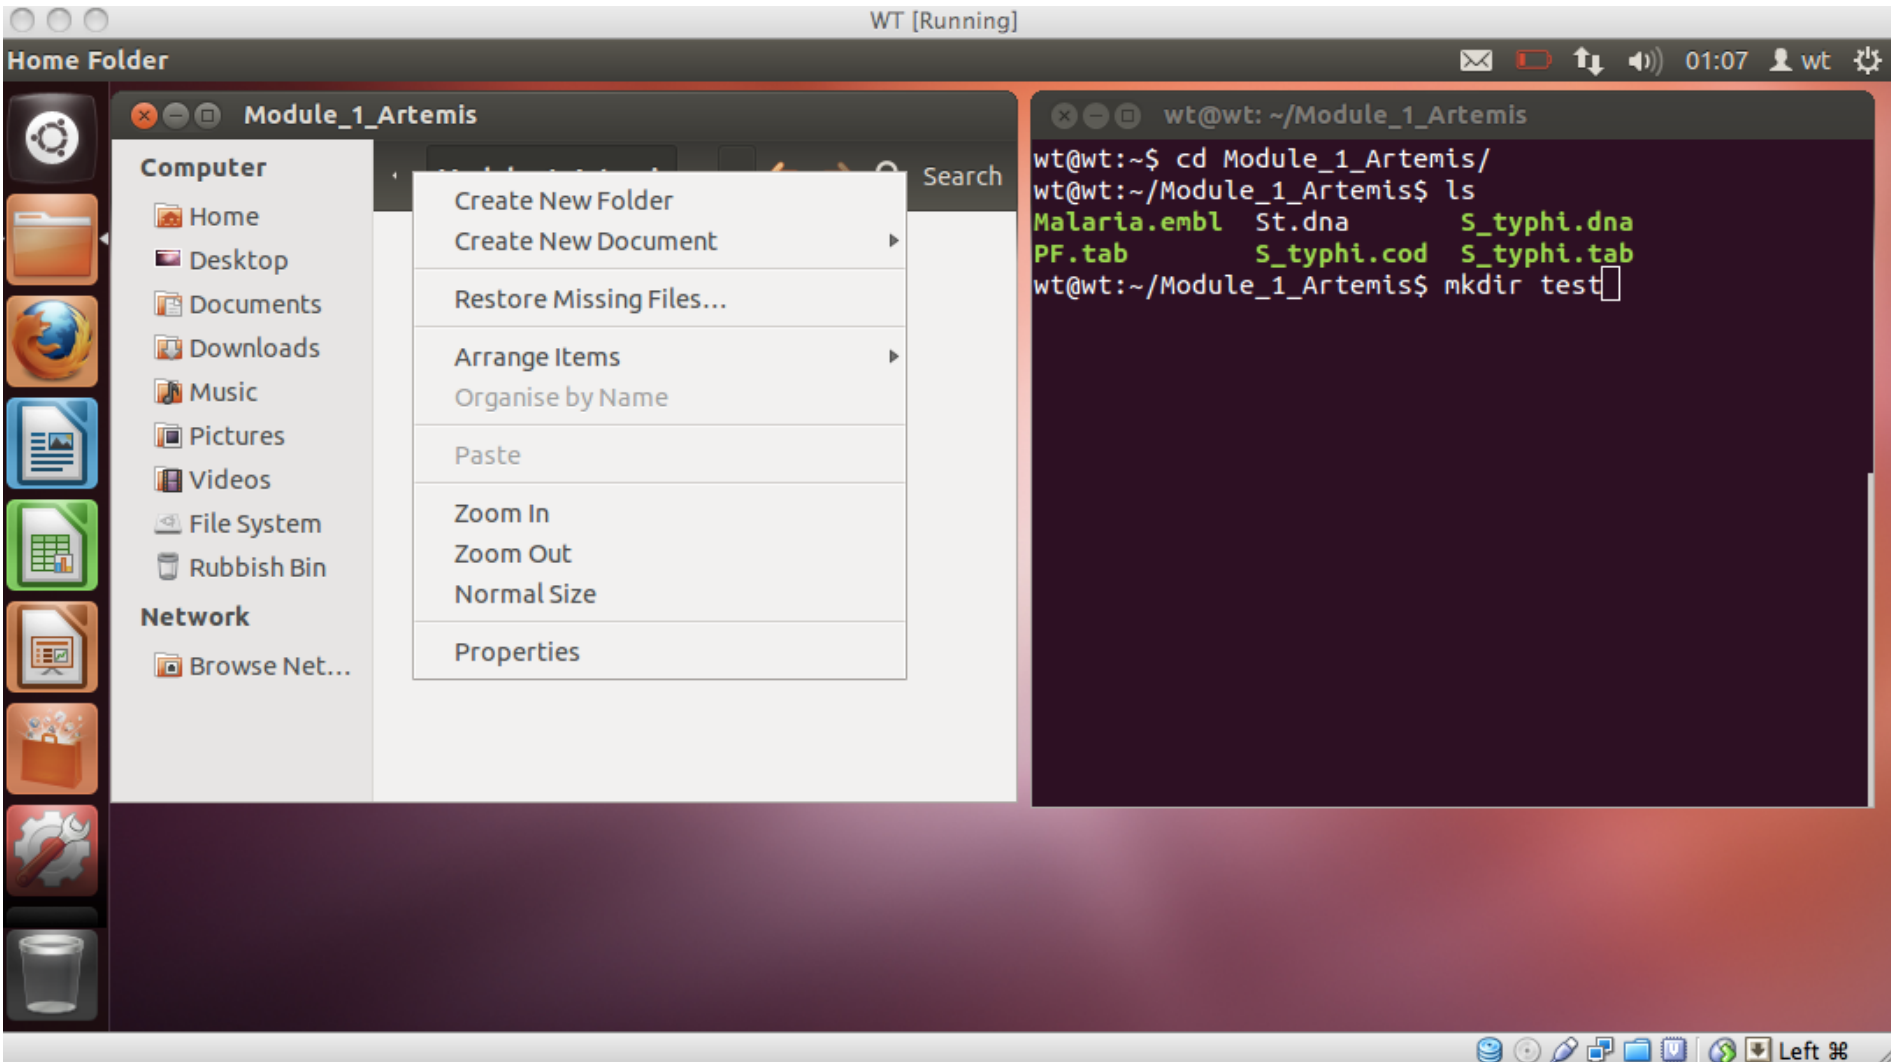 WT [Running]
Home Folder
01:07 wt
Module_1_Artemis
Computer
Home
Desktop
Documents
Downloads
Music
Pictures
Videos
File System
Rubbish Bin
Network
Browse Net...
Search
Create New Folder
Create New Document
Restore Missing Files...
Arrange Items
Organise by Name
Paste
Zoom In
Zoom Out
Normal Size
Properties
wt@wt: ~/Module_1_Artemis
wt@wt:~$ cd Module_1_Artemis/
wt@wt:~/Module_1_Artemis$ ls
Malaria.embl St.dna S_typhi.dna
PF.tab S_typhi.cod S_typhi.tab
wt@wt:~/Module_1_Artemis$ mkdir test
Left ⌘